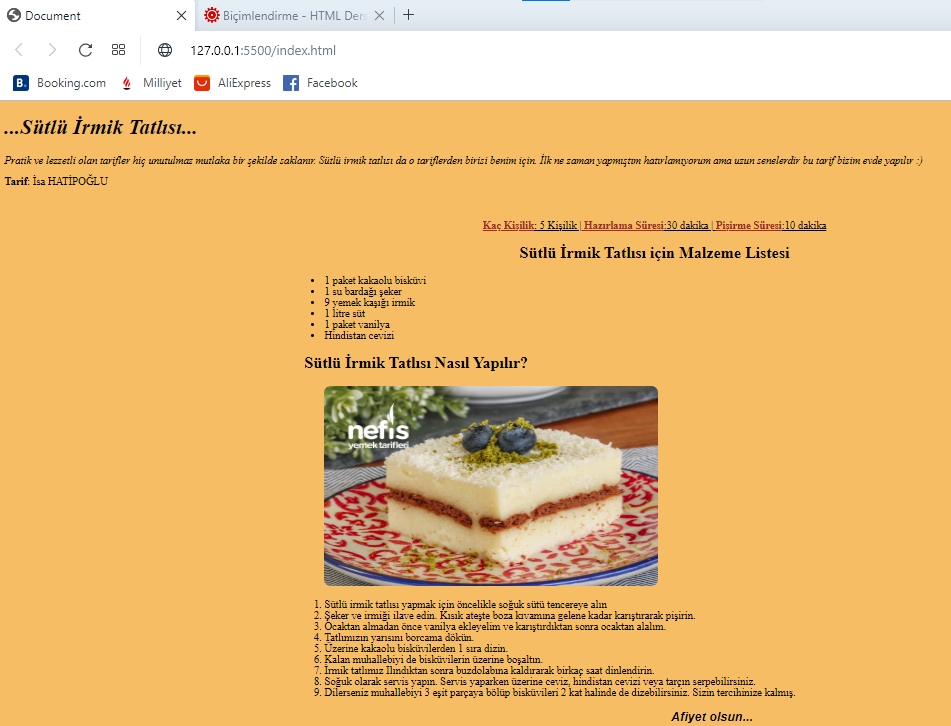 Document
Biçimlendirme - HTML Ders
127.0.0.1:5500/index.html
B. Booking.com Milliyet AliExpress Facebook
...Sütlü İrmik Tatlısı...
Pratik ve lezzetli olan tarifler hiç unutulmaz mutlaka bir şekilde saklanır. Sütlü irmik tatlısı da o tariflerden birisi benim için. İlk ne zaman yapmıştım hatırlamıyorum ama uzun senelerdir bu tarif bizim evde yapılır :)
Tarif: İsa HATİPOĞLU
Kaç Kişilik: 5 Kişilik | Hazırlama Süresi:30 dakika | Pişirme Süresi:10 dakika
Sütlü İrmik Tatlısı için Malzeme Listesi
• 1 paket kakaolu bisküvi
• 1 su bardağı şeker
• 9 yemek kaşığı irmik
• 1 litre süt
• 1 paket vanilya
• Hindistan cevizi
Sütlü İrmik Tatlısı Nasıl Yapılır?
nefis
yemek tarifleri
1. Sütlü irmik tatlısı yapmak için öncelikle soğuk sütü tencereye alın
2. Şeker ve irmiği ilave edin. Kısık ateşte boza kıvamına gelene kadar karıştırarak pişirin.
3. Ocaktan almadan önce vanilya ekleyelim ve karıştırdıktan sonra ocaktan alalım.
4. Tatlımızın yarısını borcama dökün.
5. Üzerine kakaolu bisküvilerden 1 sıra dizin.
6. Kalan muhallebiyi de bisküvilerin üzerine boşaltın.
7. İrmik tatlımız Ilındıktan sonra buzdolabına kaldırarak birkaç saat dinlendirin.
8. Soğuk olarak servis yapın. Servis yaparken üzerine ceviz, hindistan cevizi veya tarçın serpebilirsiniz.
9. Dilerseniz muhallebiyi 3 eşit parçaya bölüp bisküvileri 2 kat halinde de dizebilirsiniz. Sizin tercihinize kalmış.
Afiyet olsun...